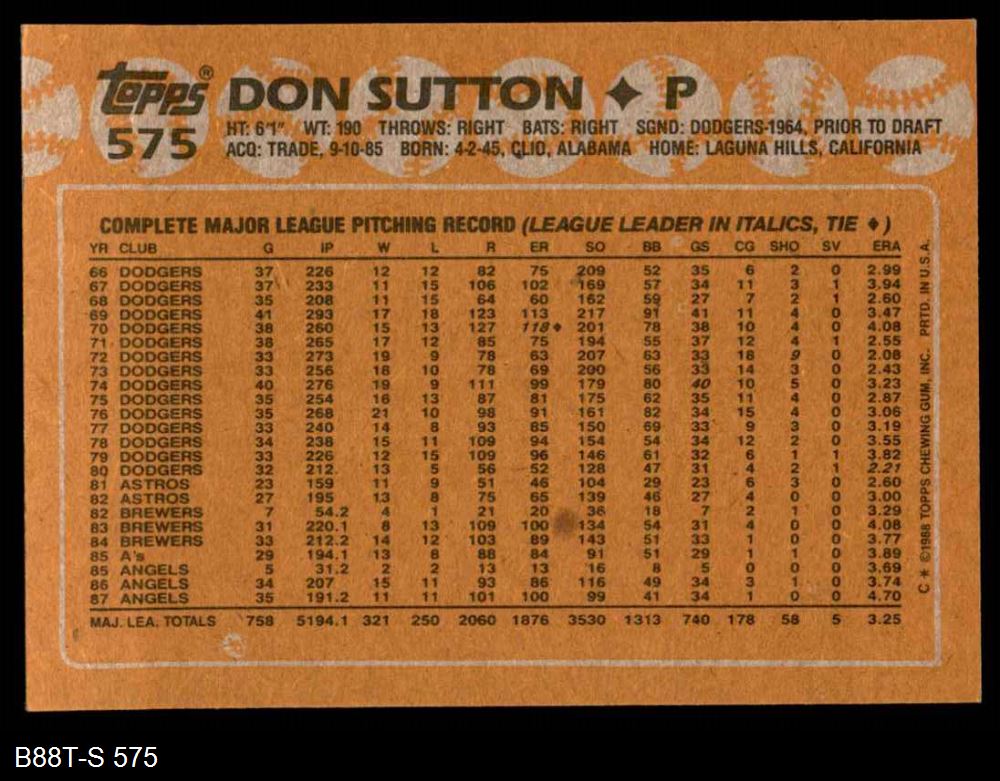 Topps® DON SUTTON ✦ P
575 HT: 6'1" WT: 190 THROWS: RIGHT BATS: RIGHT SGND: DODGERS-1964, PRIOR TO DRAFT
ACQ: TRADE, 9-10-85 BORN: 4-2-45, CLIO, ALABAMA HOME: LAGUNA HILLS, CALIFORNIA
COMPLETE MAJOR LEAGUE PITCHING RECORD (LEAGUE LEADER IN ITALICS, TIE ♦)
YR CLUB G IP W L R ER SO BB GS CG SHO SV ERA
66 DODGERS 37 226 12 12 82 75 209 52 35 6 2 0 2.99
67 DODGERS 37 233 11 15 106 102 169 57 34 11 3 1 3.94
68 DODGERS 35 208 11 15 64 60 162 59 27 7 2 1 2.60
69 DODGERS 41 293 17 18 123 113 217 91 41 11 4 0 3.47
70 DODGERS 38 260 15 13 127 118♦ 201 78 38 10 4 0 4.08
71 DODGERS 38 265 17 12 85 75 194 55 37 12 4 1 2.55
72 DODGERS 33 273 19 9 78 63 207 63 33 18 9 0 2.08
73 DODGERS 33 256 18 10 78 69 200 56 33 14 3 0 2.43
74 DODGERS 40 276 19 9 111 99 179 80 40 10 5 0 3.23
75 DODGERS 35 254 16 13 87 81 175 62 35 11 4 0 2.87
76 DODGERS 35 268 21 10 98 91 161 82 34 15 4 0 3.06
77 DODGERS 33 240 14 8 93 85 150 69 33 9 3 0 3.19
78 DODGERS 34 238 15 11 109 94 154 54 34 12 2 0 3.55
79 DODGERS 33 226 12 15 109 96 146 61 32 6 1 1 3.82
80 DODGERS 32 212. 13 5 56 52 128 47 31 4 2 1 2.21
81 ASTROS 23 159 11 9 51 46 104 29 23 6 3 0 2.60
82 ASTROS 27 195 13 8 75 65 139 46 27 4 0 0 3.00
82 BREWERS 7 54.2 4 1 21 20 36 18 7 2 1 0 3.29
83 BREWERS 31 220.1 8 13 109 100 134 54 31 4 0 0 4.08
84 BREWERS 33 212.2 14 12 103 89 143 51 33 1 0 0 3.77
85 A's 29 194.1 13 8 88 84 91 51 29 1 1 0 3.89
85 ANGELS 5 31.2 2 2 13 13 16 8 5 0 0 0 3.69
86 ANGELS 34 207 15 11 93 86 116 49 34 3 1 0 3.74
87 ANGELS 35 191.2 11 11 101 100 99 41 34 1 0 0 4.70
MAJ. LEA. TOTALS 758 5194.1 321 250 2060 1876 3530 1313 740 178 58 5 3.25
C * ©1988 TOPPS CHEWING GUM, INC. PRTD. IN U.S.A.
B88T-S 575